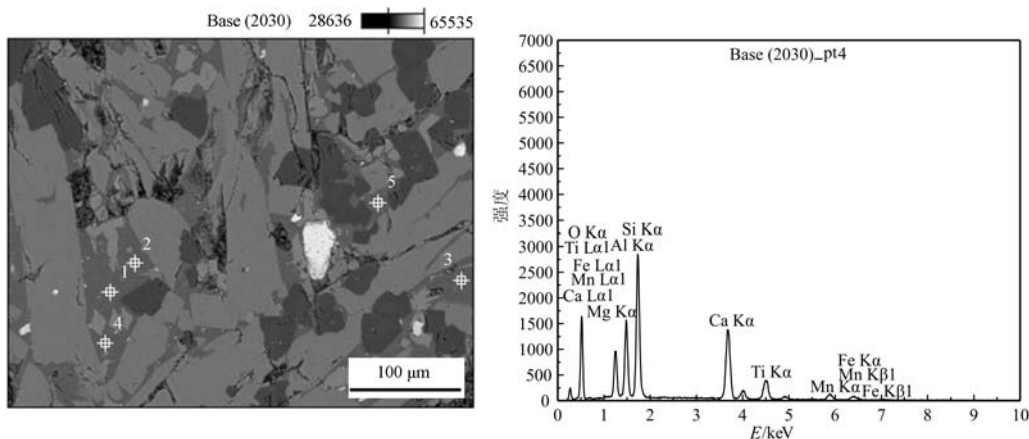 Base (2030) 28636 65535
5
2
3
1
4
100 μm
Base (2030)_pt4
7000
6500
6000
5500
5000
4500
4000
3500
3000
2500
2000
1500
1000
500
0
强度
O Kα
Si Kα
Ti Lα1
Al Kα
Fe Lα1
Mn Lα1
Ca Lα1
Mg Kα
Ca Kα
Ti Kα
Fe Kα
Mn Kβ1
Mn Kα
Fe Kβ1
0 1 2 3 4 5 6 7 8 9 10
E/keV